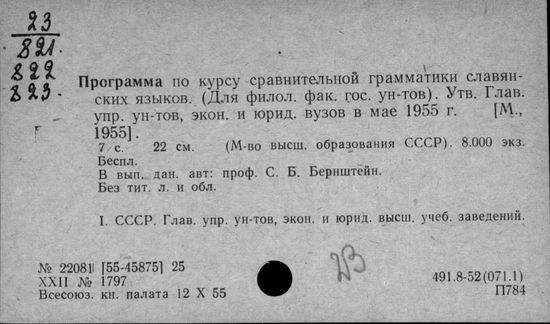 23
821.
822
823.
Программа по курсу сравнительной грамматики славян-
ских языков. (Для филол. фак. гос. ун-тов). Утв. Глав.
упр. ун-тов, экон. и юрид. вузов в мае 1955 г. [М.,
1955].
7 с. 22 см. (М-во высш. образования СССР). 8.000 экз.
Беспл.
В вып. дан. авт: проф. С. Б. Бернштейн.
Без тит. л. и обл.
I. СССР. Глав. упр. ун-тов, экон. и юрид. высш. учеб. заведений.
№ 22081 [55-45875] 25
XXII № 1797
Всесоюз. кн. палата 12 X 55
23
491.8-52(071.1)
П784